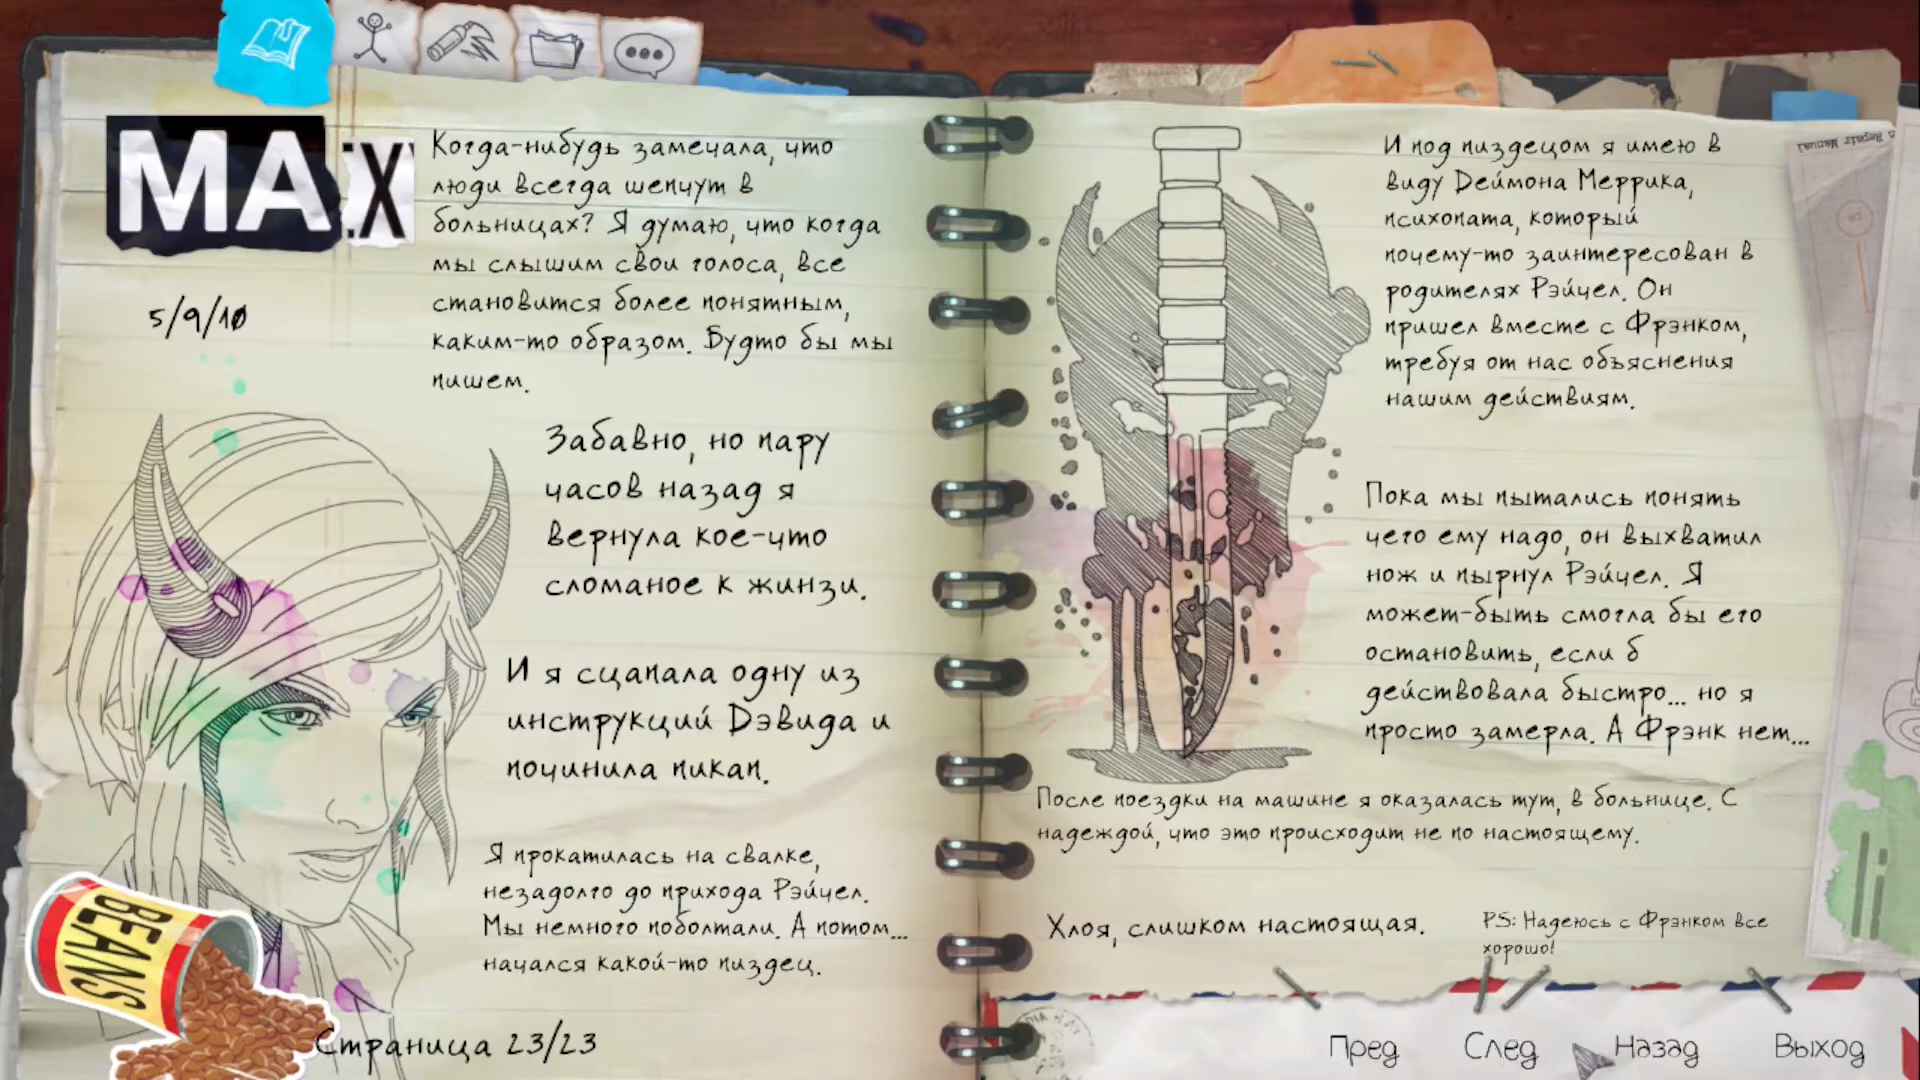 MAX
5/9/10
Когда-нибудь замечала, что
люди всегда шепчут в
больницах? Я думаю, что когда
мы слышим свои голоса, все
становится более понятным,
каким-то образом. Будто бы мы
пишем.
Забавно, но пару
часов назад я
вернула кое-что
сломаное к жинзи.
И я сцапала одну из
инструкций Дэвида и
починила пикап.
Я прокатилась на свалке,
незадолго до прихода Рэйчел.
Мы немного поболтали. А потом...
начался какой-то пиздец.
BEANS
Страница 23/23
n Repair Manual
И под пиздецом я имею в
виду Деймона Меррика,
психопата, который
почему-то заинтересован в
родителях Рэйчел. Он
пришел вместе с Фрэнком,
требуя от нас объяснения
нашим действиям.
Пока мы пытались понять
чего ему надо, он выхватил
нож и пырнул Рэйчел. Я
может-быть смогла бы его
остановить, если б
действовала быстро... но я
просто замерла. А Фрэнк нет...
После поездки на машине я оказалась тут, в больнице. С
надеждой, что это происходит не по настоящему.
Хлоя, слишком настоящая.
PS: Надеюсь с Фрэнком все
хорошо!
Пред След Назад Выход